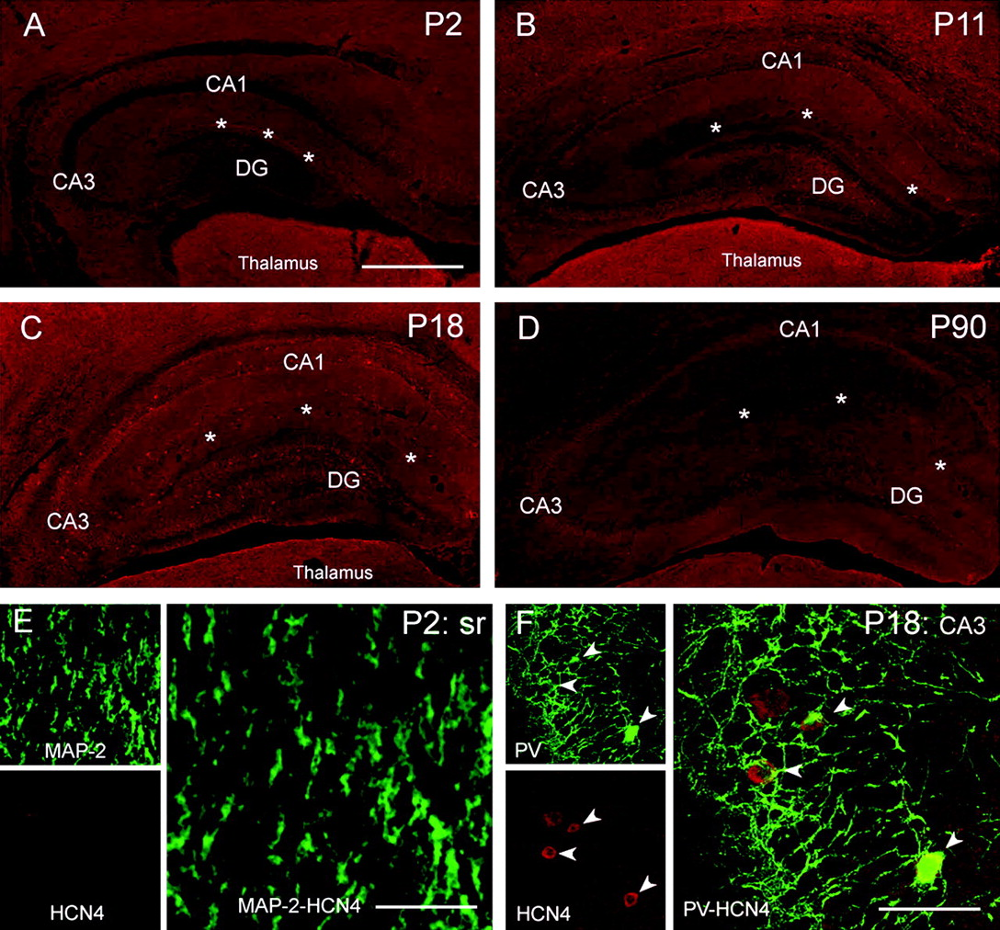 A P2
CA1
* * *
CA3
DG
Thalamus
B P11
CA1
* * *
CA3
DG
Thalamus
C P18
CA1
* * *
CA3
DG
Thalamus
D P90
CA1
* * *
CA3
DG
E
MAP-2
HCN4
P2: sr
MAP-2-HCN4
F
PV
HCN4
P18: CA3
PV-HCN4